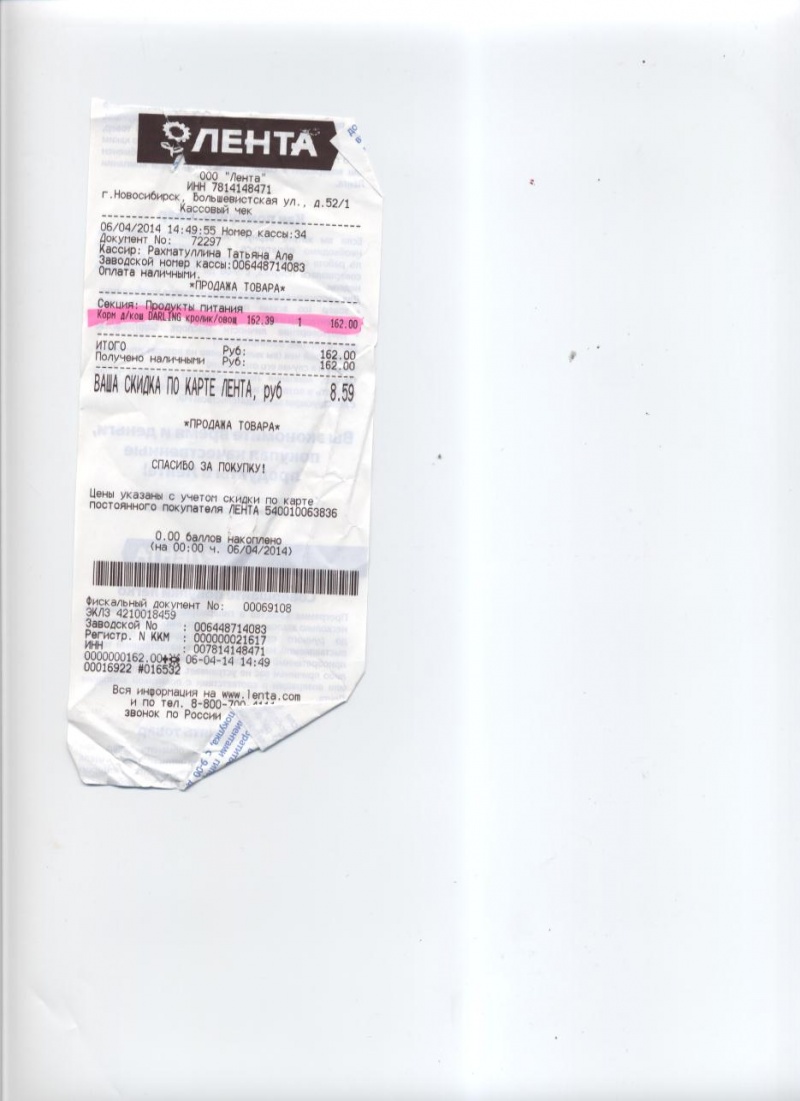 ЛЕНТА
ООО "Лента"
ИНН 7814148471
г.Новосибирск, Большевистская ул., д.52/1
Кассовый чек
06/04/2014 14:49:55 Номер кассы:34
Документ No: 72297
Кассир: Рахматуллина Татьяна Але
Заводской номер кассы:006448714083
Оплата наличными.
*ПРОДАЖА ТОВАРА*
Секция: Продукты питания
Корм д/кош DARLING кролик/овощ 162.39 1 162.00
ИТОГО Руб: 162.00
Получено наличными Руб: 162.00
ВАША СКИДКА ПО КАРТЕ ЛЕНТА, руб 8.59
*ПРОДАЖА ТОВАРА*
СПАСИБО ЗА ПОКУПКУ!
Цены указаны с учетом скидки по карте
постоянного покупателя ЛЕНТА 540010063836
0.00 баллов накоплено
(на 00:00 ч. 06/04/2014)
Фискальный документ No: 00069108
ЭКЛЗ 4210018459
Заводской No : 006448714083
Регистр. N ККМ : 000000021617
ИНН : 007814148471
0000000162.00 06-04-14 14:49
00016922 #016532
Вся информация на www.lenta.com
и по тел. 8-800-700
звонок по России